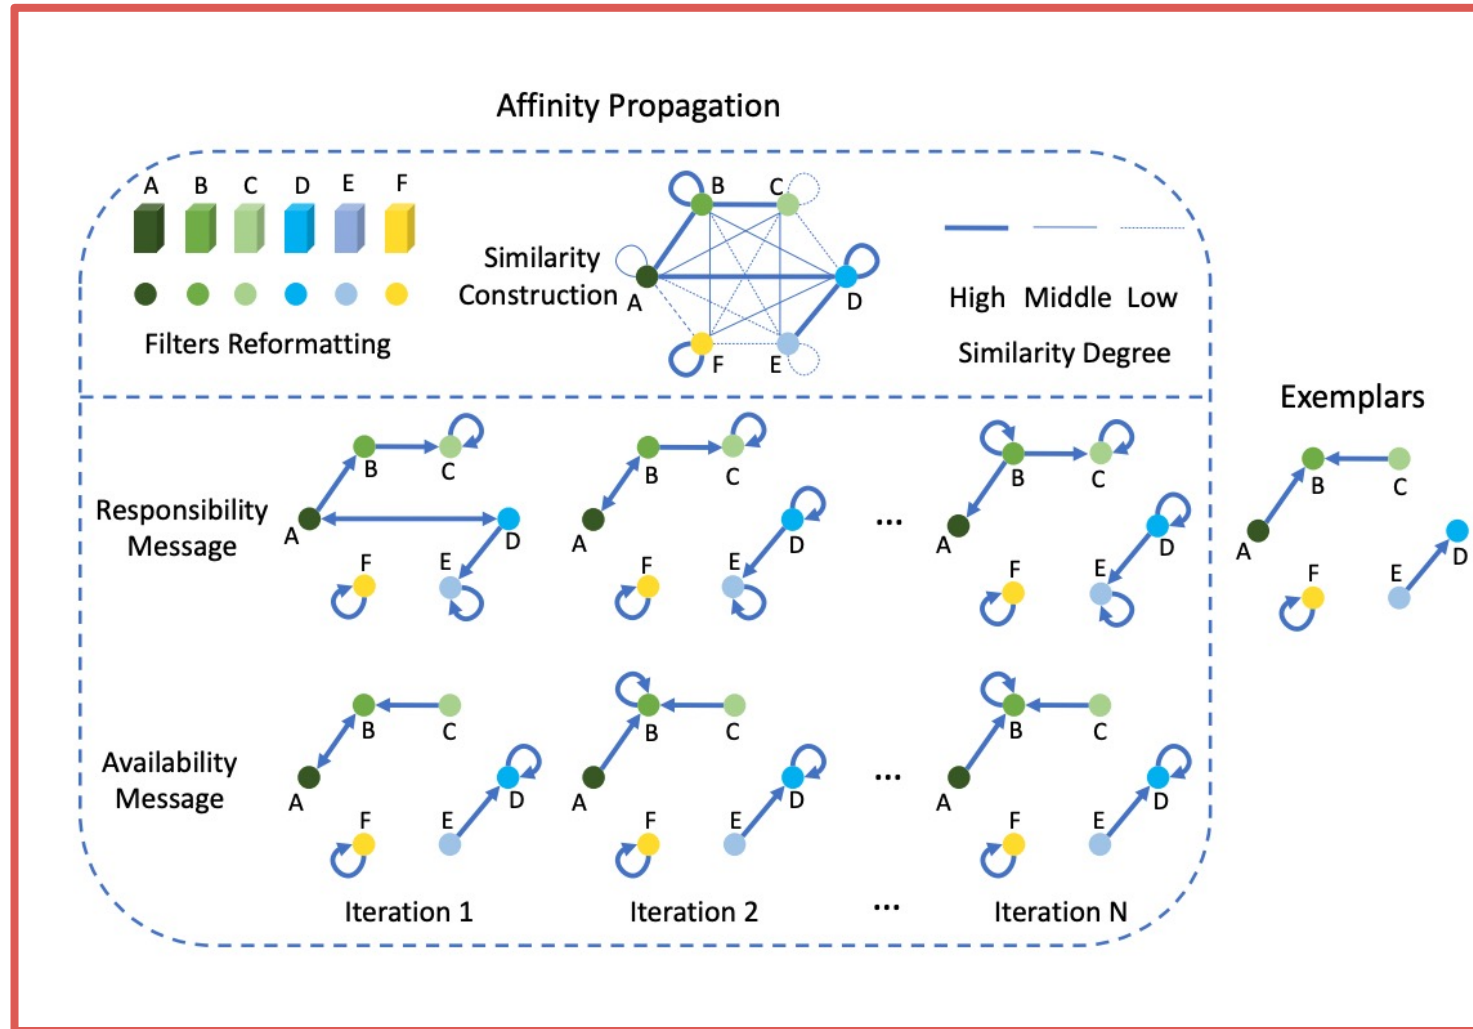 Affinity Propagation
A B C D E F
Filters Reformatting
Similarity
Construction
B C
A D
F E
High Middle Low
Similarity Degree
Exemplars
B C
A D
F E
Responsibility
Message
B C
A D
F E
B C
A D
F E
...
B C
A D
F E
Availability
Message
B C
A D
F E
B C
A D
F E
...
B C
A D
F E
Iteration 1
Iteration 2
...
Iteration N